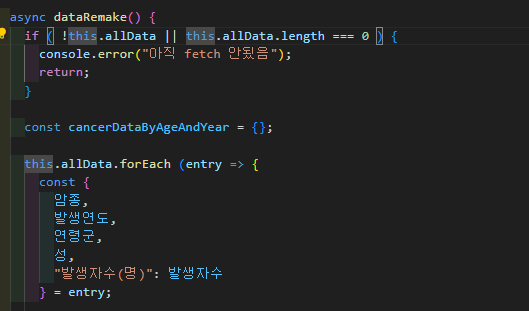 async dataRemake() {
if ( !this.allData || this.allData.length === 0 ) {
console.error("아직 fetch 안됐음");
return;
}
const cancerDataByAgeAndYear = {};
this.allData.forEach (entry => {
const {
암종,
발생연도,
연령군,
성,
"발생자수(명)": 발생자수
} = entry;